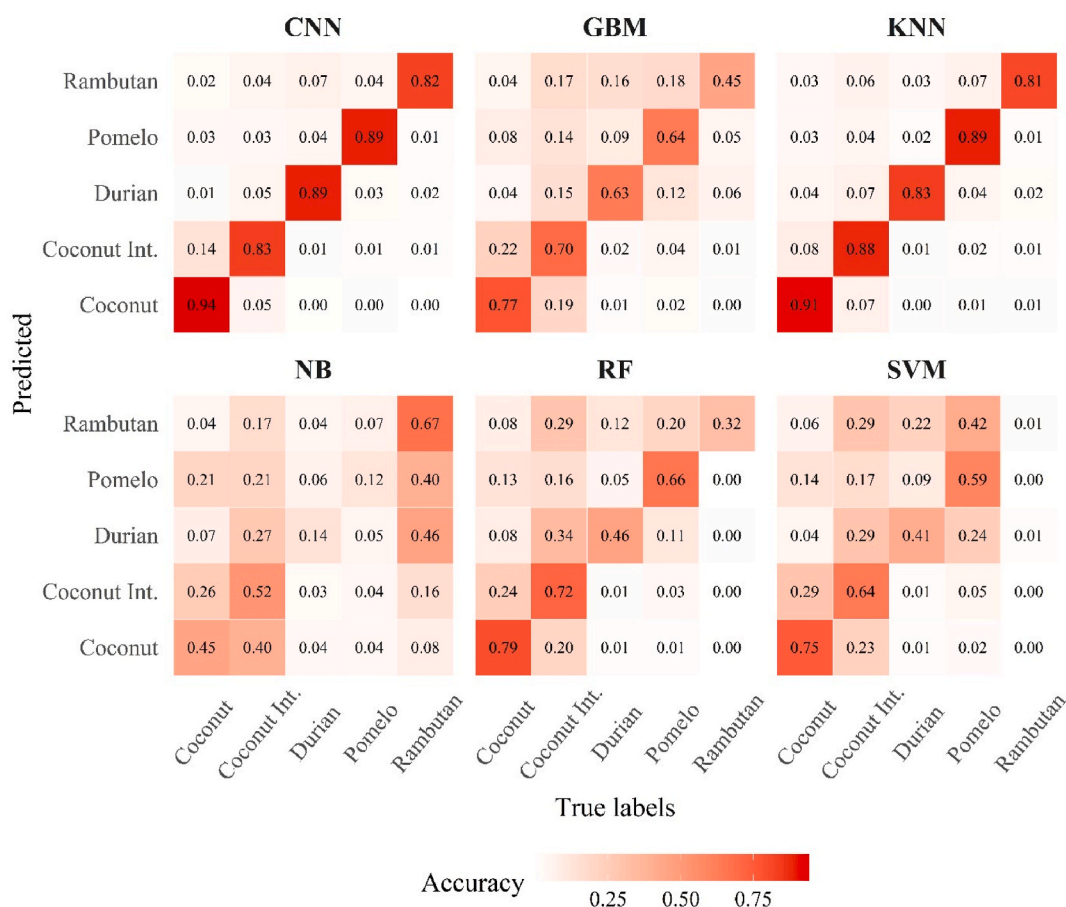 CNN GBM KNN
Rambutan 0.02 0.04 0.07 0.04 0.82 0.04 0.17 0.16 0.18 0.45 0.03 0.06 0.03 0.07 0.81
Pomelo 0.03 0.03 0.04 0.89 0.01 0.08 0.14 0.09 0.64 0.05 0.03 0.04 0.02 0.89 0.01
Durian 0.01 0.05 0.89 0.03 0.02 0.04 0.15 0.63 0.12 0.06 0.04 0.07 0.83 0.04 0.02
Coconut Int. 0.14 0.83 0.01 0.01 0.01 0.22 0.70 0.02 0.04 0.01 0.08 0.88 0.01 0.02 0.01
Coconut 0.94 0.05 0.00 0.00 0.00 0.77 0.19 0.01 0.02 0.00 0.91 0.07 0.00 0.01 0.01
Predicted
NB RF SVM
Rambutan 0.04 0.17 0.04 0.07 0.67 0.08 0.29 0.12 0.20 0.32 0.06 0.29 0.22 0.42 0.01
Pomelo 0.21 0.21 0.06 0.12 0.40 0.13 0.16 0.05 0.66 0.00 0.14 0.17 0.09 0.59 0.00
Durian 0.07 0.27 0.14 0.05 0.46 0.08 0.34 0.46 0.11 0.00 0.04 0.29 0.41 0.24 0.01
Coconut Int. 0.26 0.52 0.03 0.04 0.16 0.24 0.72 0.01 0.03 0.00 0.29 0.64 0.01 0.05 0.00
Coconut 0.45 0.40 0.04 0.04 0.08 0.79 0.20 0.01 0.01 0.00 0.75 0.23 0.01 0.02 0.00
Coconut Coconut Int. Durian Pomelo Rambutan Coconut Coconut Int. Durian Pomelo Rambutan Coconut Coconut Int. Durian Pomelo Rambutan
True labels
Accuracy
0.25 0.50 0.75